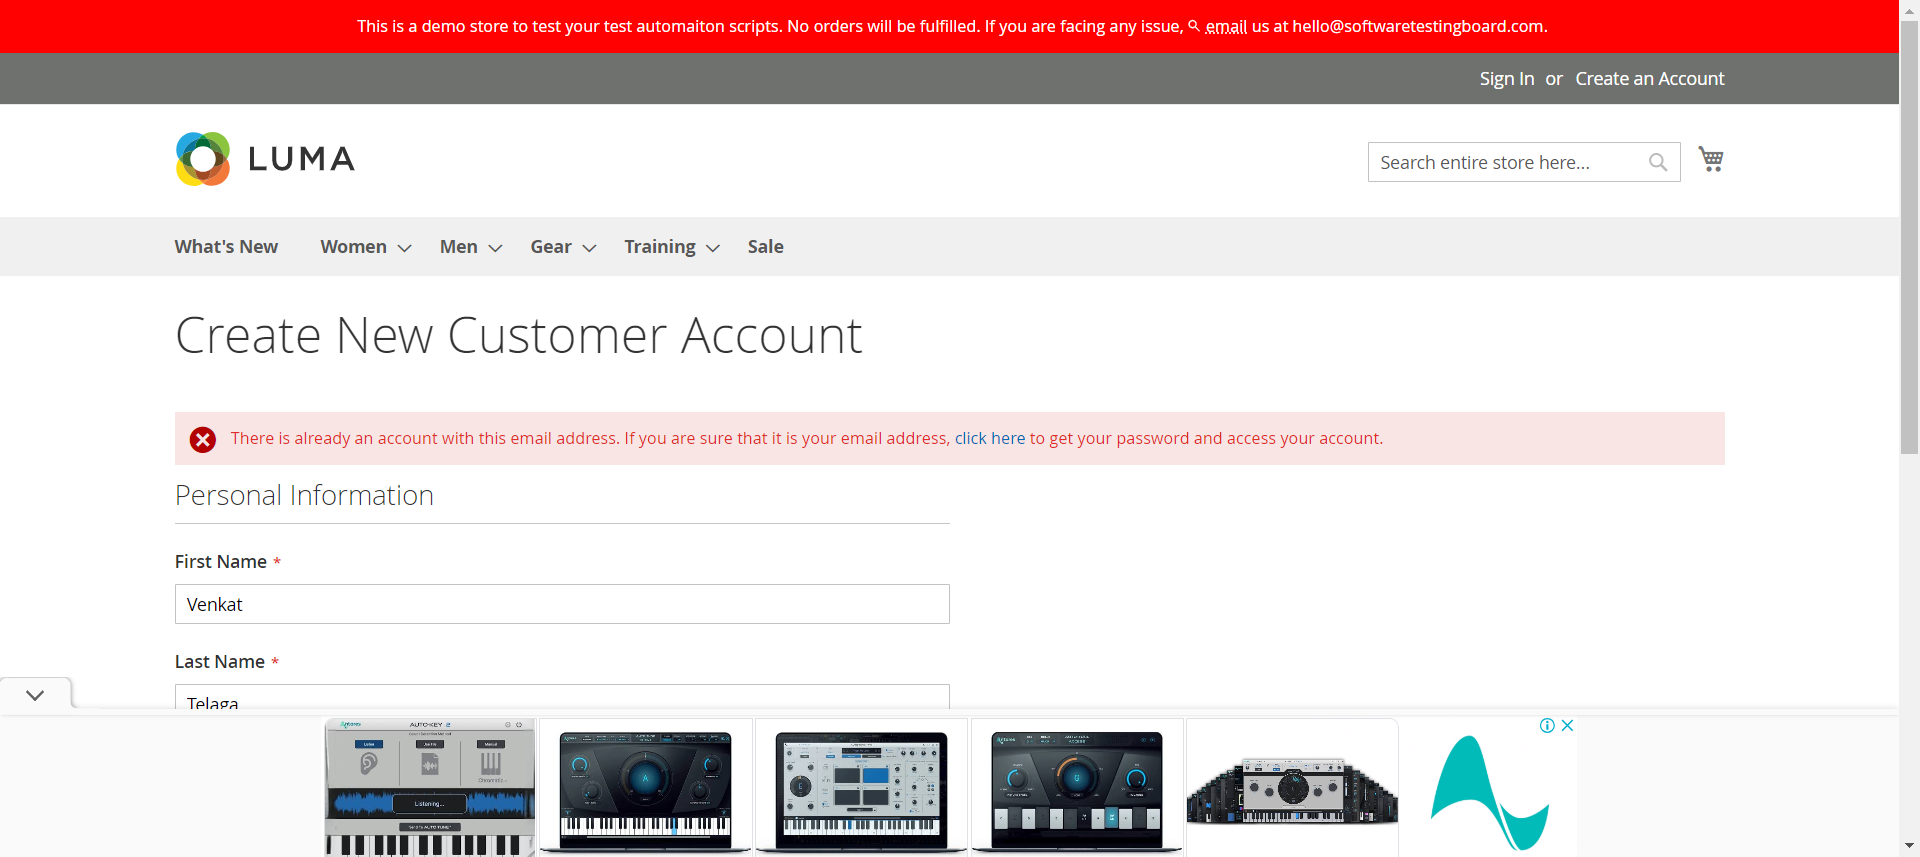 This is a demo store to test your test automaiton scripts. No orders will be fulfilled. If you are facing any issue, email us at hello@softwaretestingboard.com.
Sign In or Create an Account
LUMA
Search entire store here...
What's New Women Men Gear Training Sale
Create New Customer Account
There is already an account with this email address. If you are sure that it is your email address, click here to get your password and access your account.
Personal Information
First Name *
Venkat
Last Name *
Telaga
AUTO-KEY 2
Listening...
Chromatic